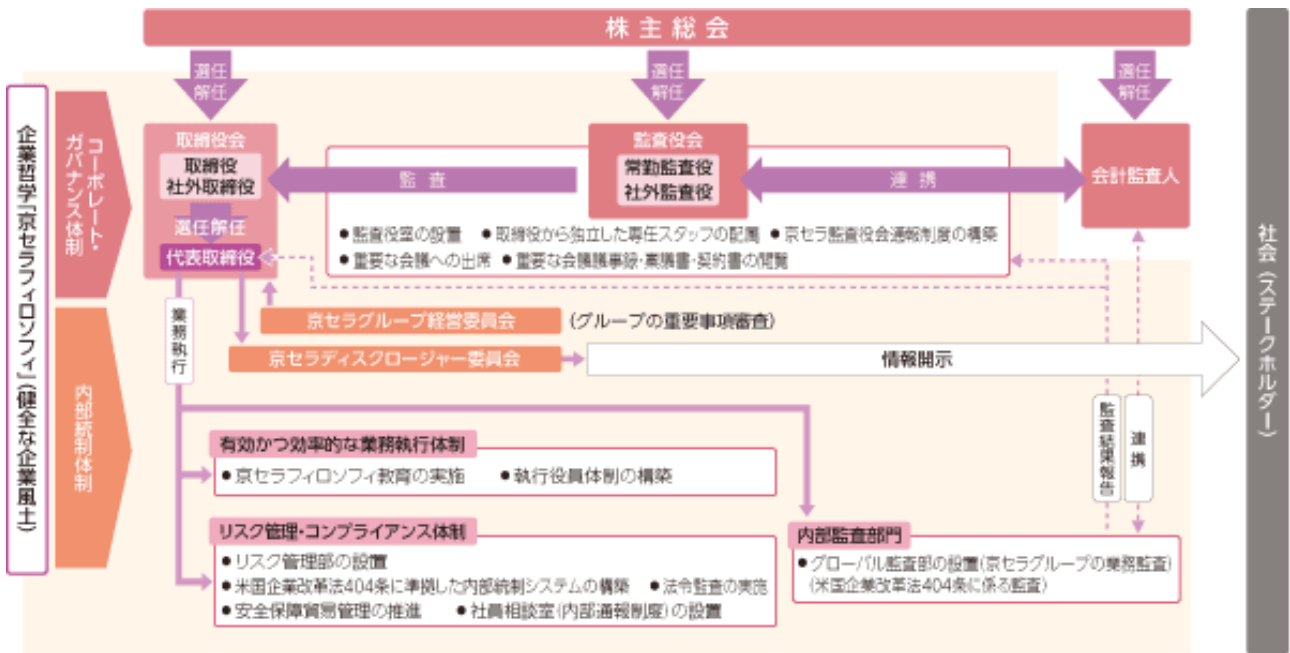 株主総会
選任
解任
選任
解任
選任
解任
企業哲学「京セラフィロソフィ」(健全な企業風土)
コーポレート・
ガバナンス体制
取締役会
取締役
社外取締役
選任解任
代表取締役
監査
監査役会
常勤監査役
社外監査役
連携
会計監査人
●監査役室の設置 ●取締役から独立した専任スタッフの配属 ●京セラ監査役会通報制度の構築
●重要な会議への出席 ●重要な会議議事録・稟議書・契約書の閲覧
社会(ステークホルダー)
業務執行
京セラグループ経営委員会 (グループの重要事項審査)
京セラディスクロージャー委員会
情報開示
内部統制体制
監査結果報告
連携
有効かつ効率的な業務執行体制
●京セラフィロソフィ教育の実施 ●執行役員体制の構築
リスク管理・コンプライアンス体制
●リスク管理部の設置
●米国企業改革法404条に準拠した内部統制システムの構築 ●法令監査の実施
●安全保障貿易管理の推進 ●社員相談室(内部通報制度)の設置
内部監査部門
●グローバル監査部の設置(京セラグループの業務監査)
(米国企業改革法404条に係る監査)